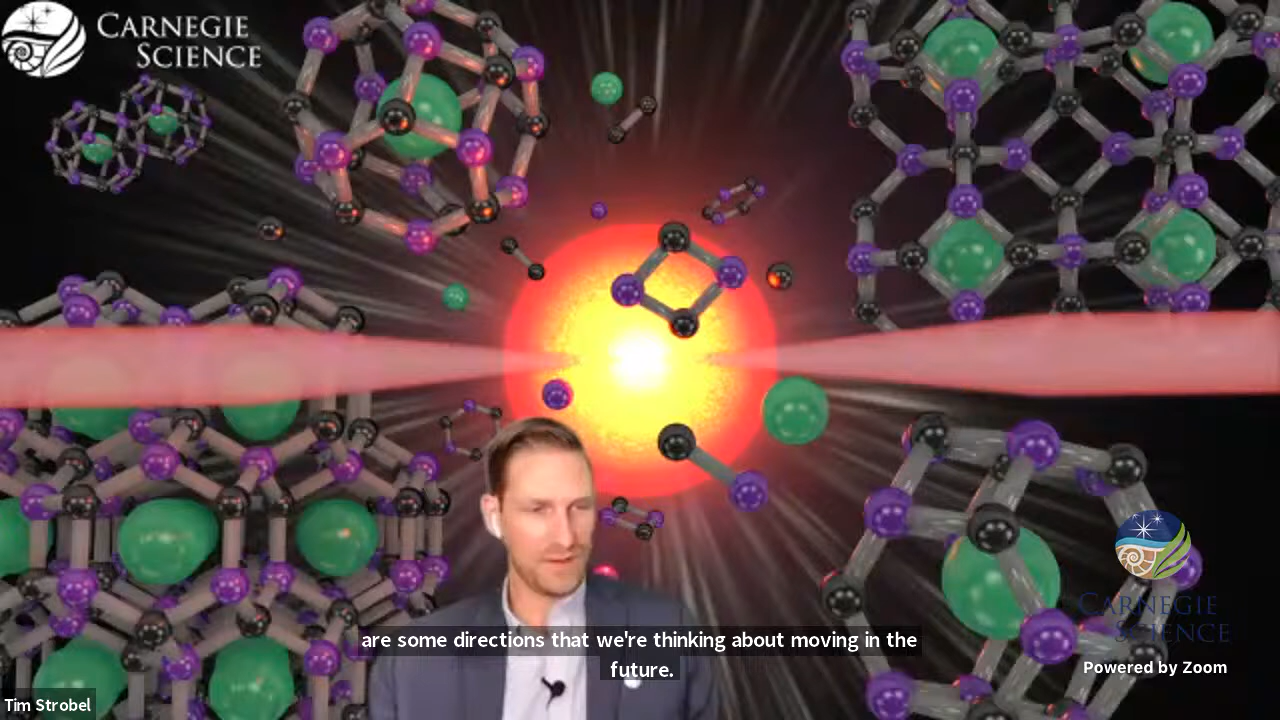 CARNEGIE
SCIENCE
CARNEGIE
SCIENCE
are some directions that we're thinking about moving in the
future.
Powered by Zoom
Tim Strobel